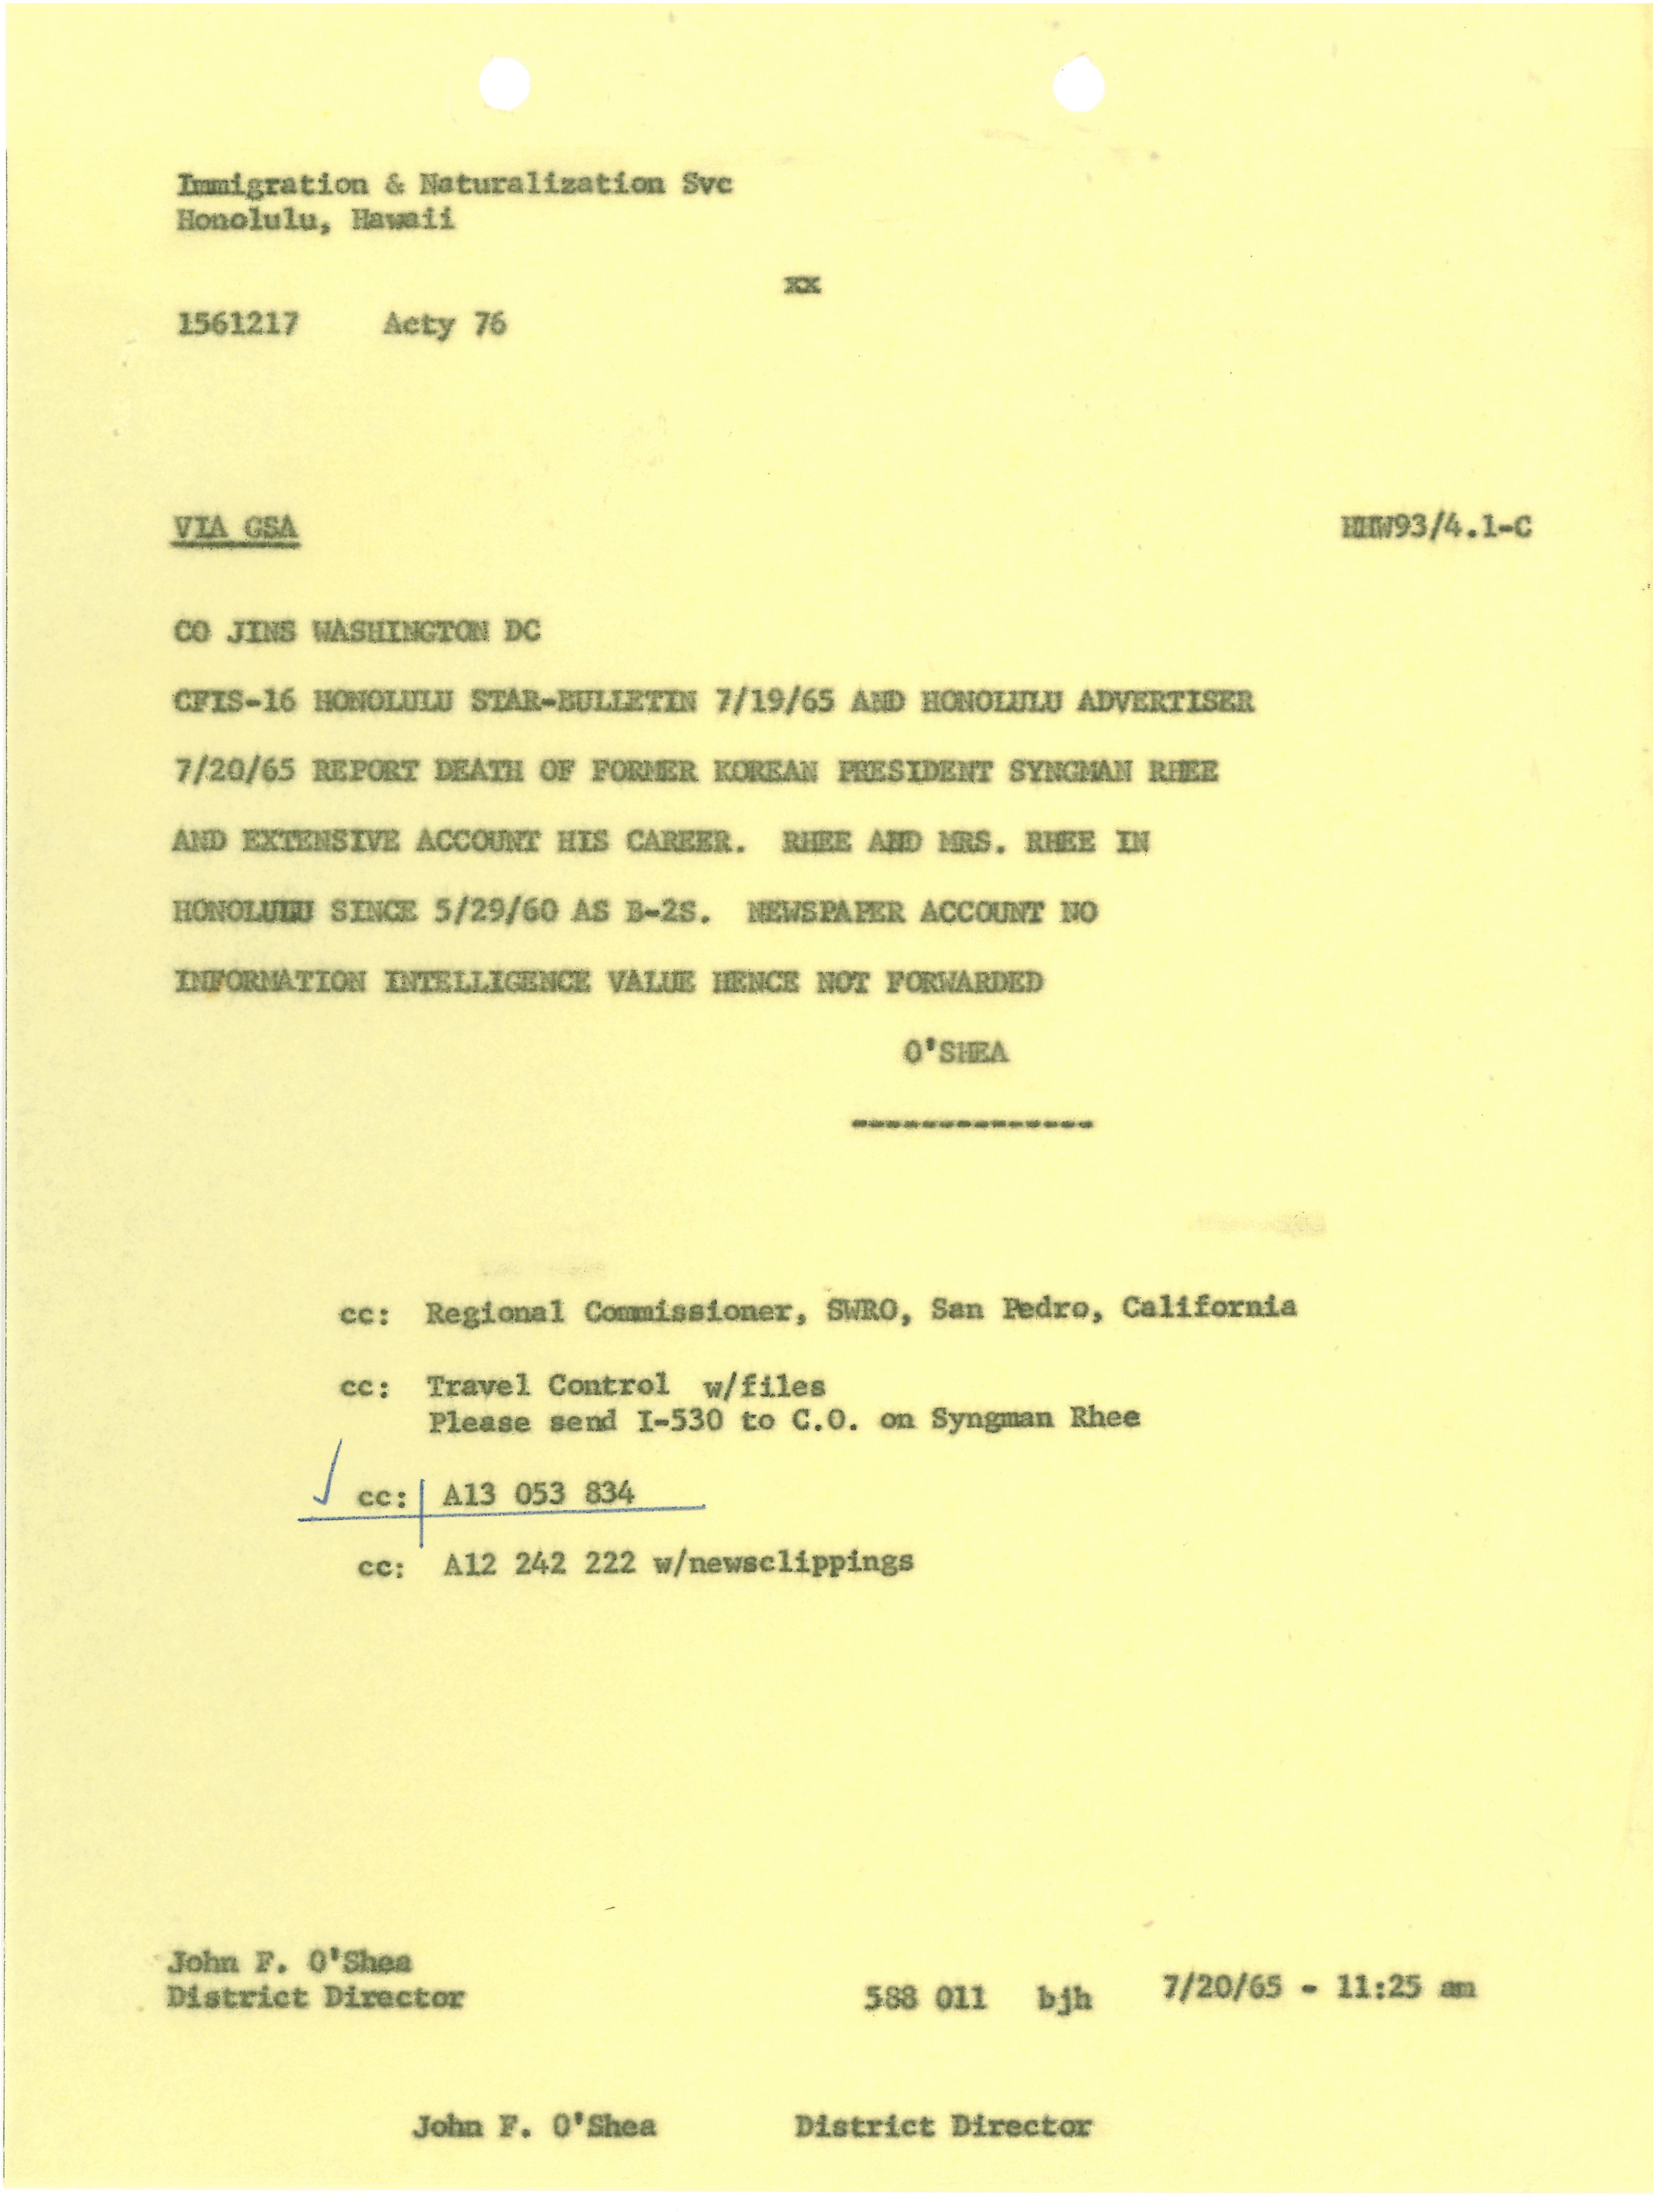 Immigration & Naturalization Svc
Honolulu, Hawaii
xx
1561217 Acty 76
VIA GSA HHW93/4.1-C
CO JINS WASHINGTON DC
CFIS-16 HONOLULU STAR-BULLETIN 7/19/65 AND HONOLULU ADVERTISER
7/20/65 REPORT DEATH OF FORMER KOREAN PRESIDENT SYNGMAN RHEE
AND EXTENSIVE ACCOUNT HIS CAREER. RHEE AND MRS. RHEE IN
HONOLULU SINCE 5/29/60 AS B-2S. NEWSPAPER ACCOUNT NO
INFORMATION INTELLIGENCE VALUE HENCE NOT FORWARDED
O'SHEA
--------------
cc: Regional Commissioner, SWRO, San Pedro, California
cc: Travel Control w/files
Please send I-530 to C.O. on Syngman Rhee
cc: A13 053 834
cc: A12 242 222 w/newsclippings
John F. O'Shea
District Director 588 011 bjh 7/20/65 - 11:25 am
John F. O'Shea District Director